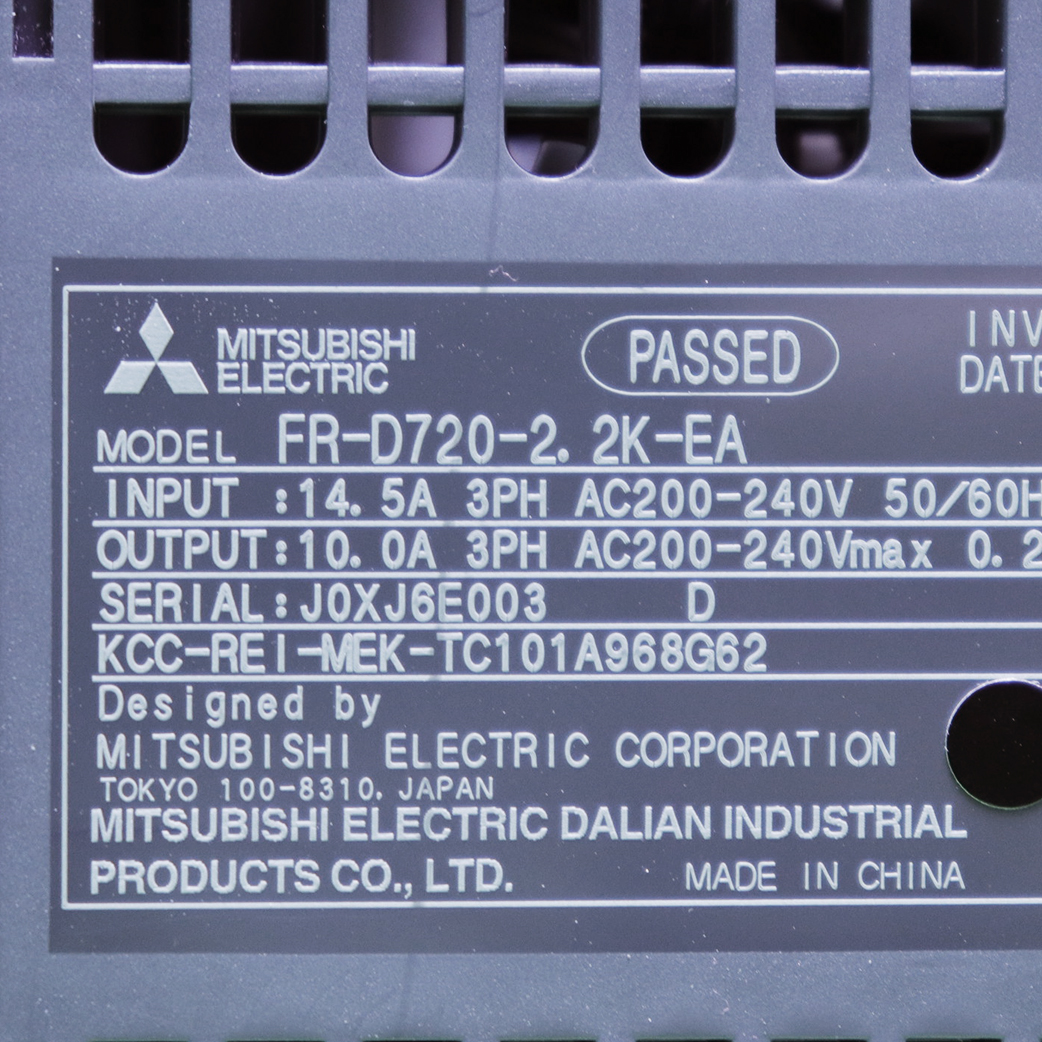 MITSUBISHI
ELECTRIC
PASSED
INV
DATE
MODEL FR-D720-2.2K-EA
INPUT :14.5A 3PH AC200-240V 50/60H
OUTPUT:10.0A 3PH AC200-240Vmax 0.2
SERIAL:J0XJ6E003 D
KCC-REI-MEK-TC101A968G62
Designed by
MITSUBISHI ELECTRIC CORPORATION
TOKYO 100-8310. JAPAN
MITSUBISHI ELECTRIC DALIAN INDUSTRIAL
PRODUCTS CO., LTD. MADE IN CHINA